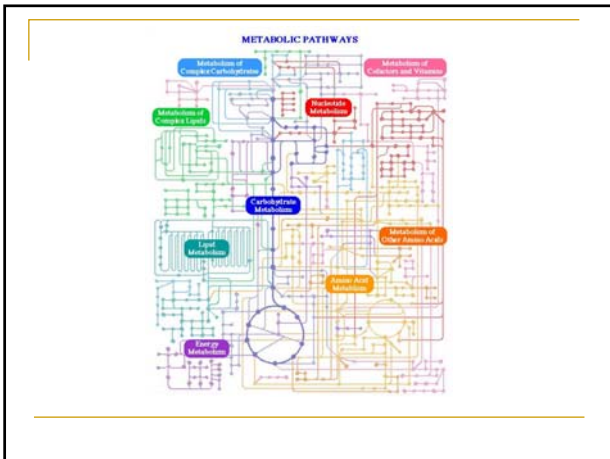 METABOLIC PATHWAYS
Metabolism of
Complex Carbohydrates
Metabolism of
Cofactors and Vitamins
Nucleotide
Metabolism
Metabolism of
Complex Lipids
Carbohydrate
Metabolism
Metabolism of
Other Amino Acids
Lipid
Metabolism
Amino Acid
Metabolism
Energy
Metabolism